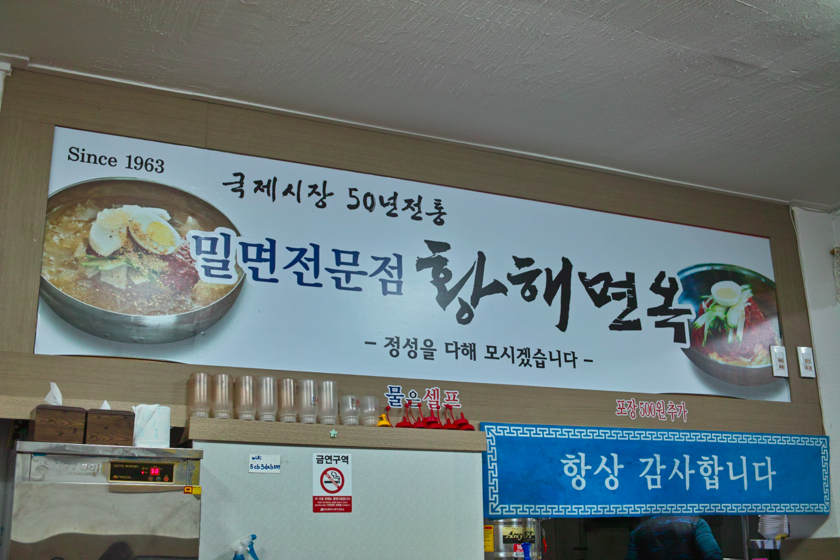 Since 1963
국제시장 50년전통
밀면전문점 황해면옥
- 정성을 다해 모시겠습니다 -
물은셀프
포장500원추가
항상 감사합니다
wifi
금연구역